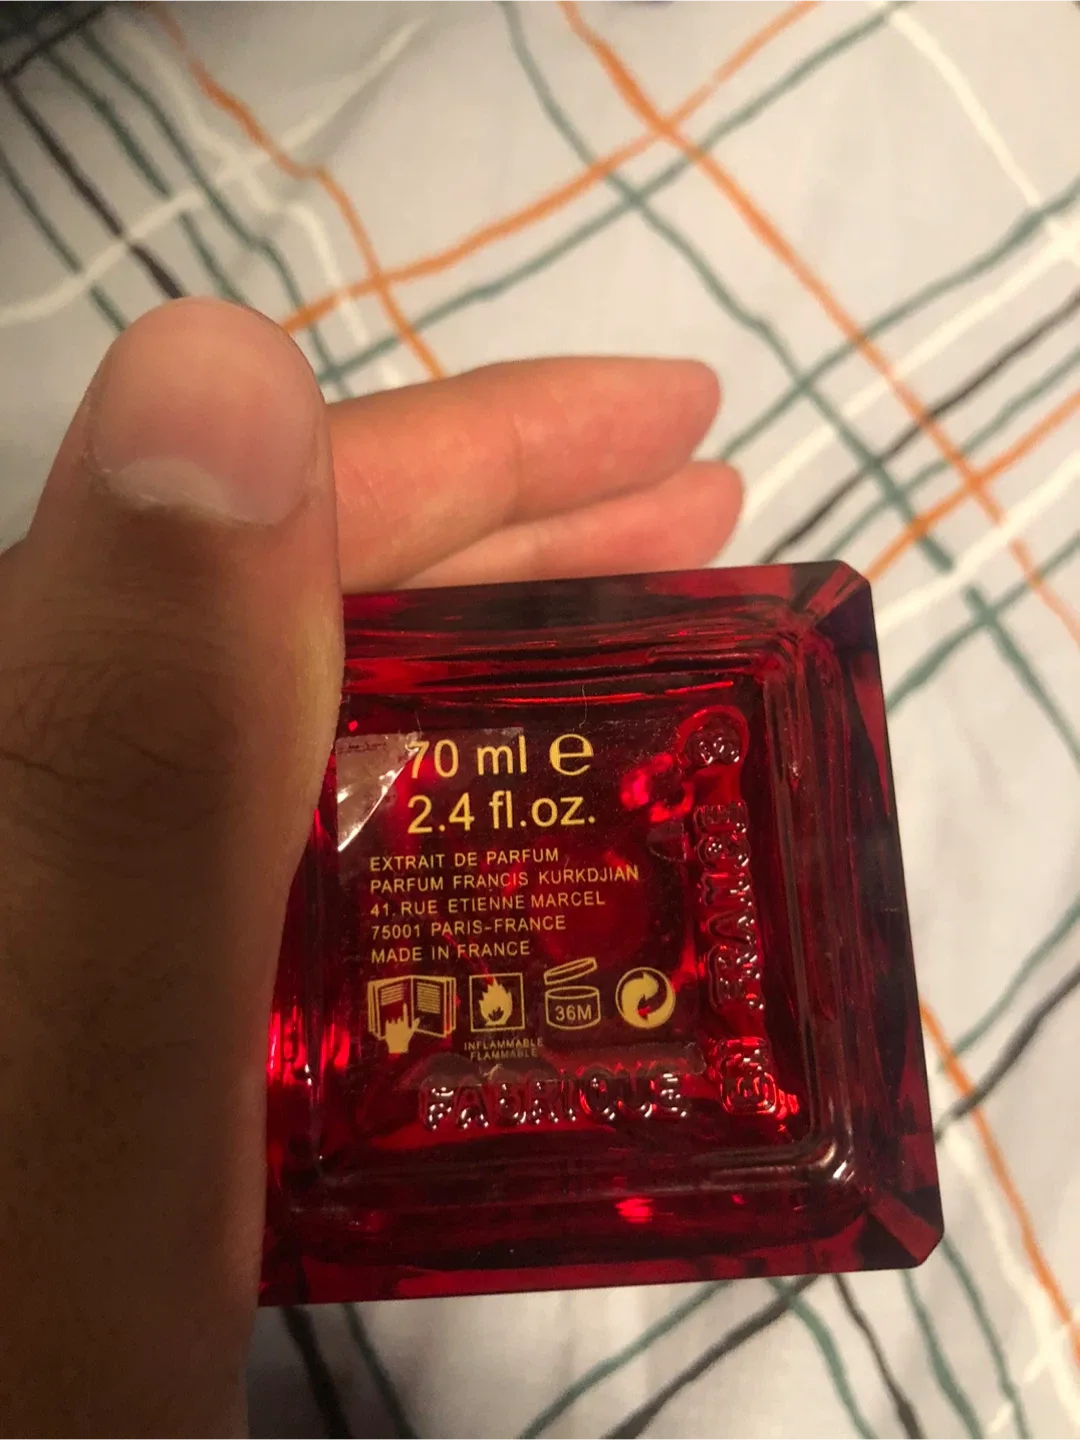 70 ml e
2.4 fl.oz.
EXTRAIT DE PARFUM
PARFUM FRANCIS KURKDJIAN
41 RUE ETIENNE MARCEL
75001 PARIS-FRANCE
MADE IN FRANCE
36M
INFLAMMABLE
FLAMMABLE
FABRIQUE
EN FRANCE